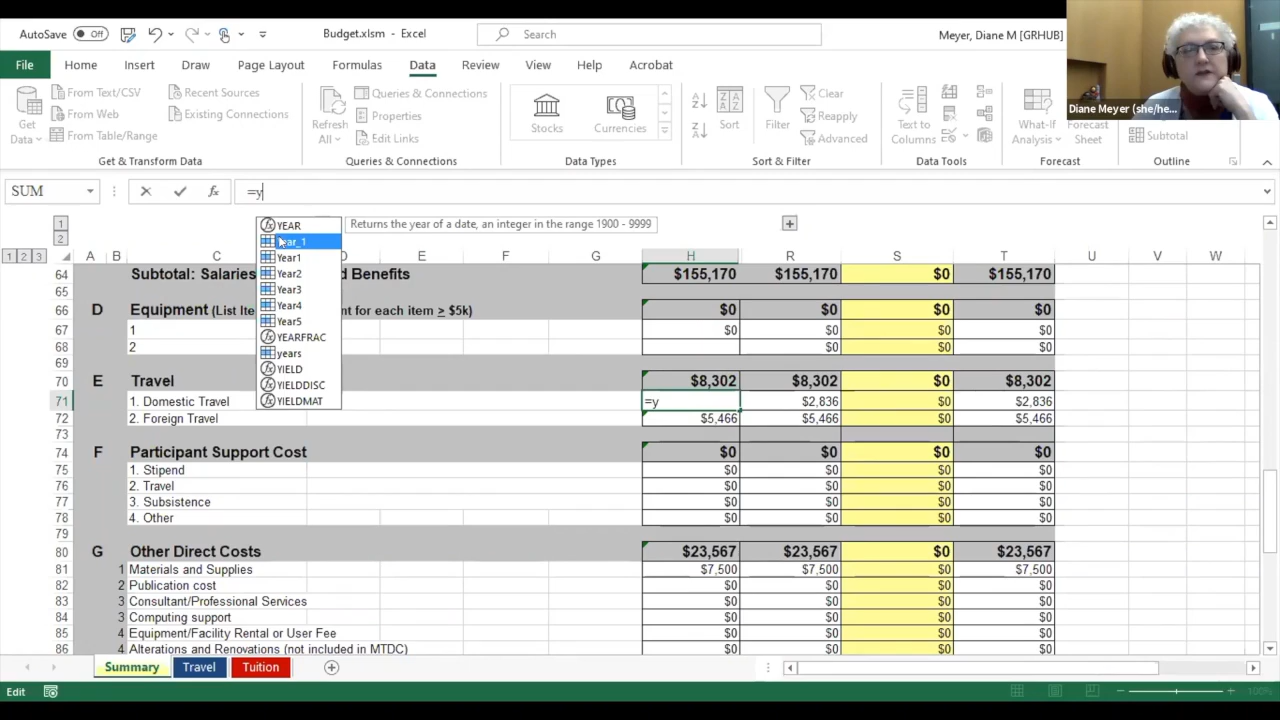 AutoSave Off Budget.xlsm - Excel Search Meyer, Diane M [GRHUB]
File Home Insert Draw Page Layout Formulas Data Review View Help Acrobat
Diane Meyer (she/he...
Get Data
From Text/CSV
From Web
From Table/Range
Recent Sources
Existing Connections
Get & Transform Data
Refresh All
Queries & Connections
Properties
Edit Links
Queries & Connections
Stocks Currencies
Data Types
Sort Filter
Clear
Reapply
Advanced
Sort & Filter
Text to Columns
Data Tools
What-If Analysis
Forecast Sheet
Forecast
Subtotal
Outline
SUM =y
YEAR Returns the year of a date, an integer in the range 1900 - 9999
Year_1
Year1
Year2
Year3
Year4
Year5
YEARFRAC
years
YIELD
YIELDDISC
YIELDMAT
1
2
1 2 3 A B C D E F G H R S T U V W
64 Subtotal: Salaries d Benefits $155,170 $155,170 $0 $155,170
65
66 D Equipment (List Ite nt for each item > $5k) $0 $0 $0 $0
67 1 $0 $0 $0 $0
68 2 $0 $0 $0
69
70 E Travel $8,302 $8,302 $0 $8,302
71 1. Domestic Travel =y $2,836 $0 $2,836
72 2. Foreign Travel $5,466 $5,466 $0 $5,466
73
74 F Participant Support Cost $0 $0 $0 $0
75 1. Stipend $0 $0 $0 $0
76 2. Travel $0 $0 $0 $0
77 3. Subsistence $0 $0 $0 $0
78 4. Other $0 $0 $0 $0
79
80 G Other Direct Costs $23,567 $23,567 $0 $23,567
81 1 Materials and Supplies $7,500 $7,500 $0 $7,500
82 2 Publication cost $0 $0 $0 $0
83 3 Consultant/Professional Services $0 $0 $0 $0
84 3 Computing support $0 $0 $0 $0
85 4 Equipment/Facility Rental or User Fee $0 $0 $0 $0
86 4 Alterations and Renovations (not included in MTDC) $0 $0 $0 $0
Summary Travel Tuition
Edit 100%